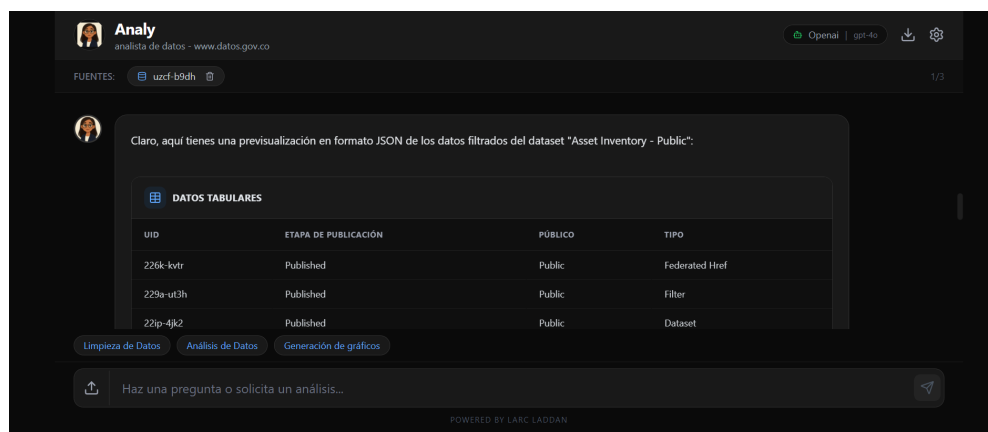 Analy
analista de datos - www.datos.gov.co
Openai | gpt-4o
FUENTES: uzcf-b9dh 1/3
Claro, aquí tienes una previsualización en formato JSON de los datos filtrados del dataset "Asset Inventory - Public":
DATOS TABULARES
UID ETAPA DE PUBLICACIÓN PÚBLICO TIPO
226k-kvtr Published Public Federated Href
229a-ut3h Published Public Filter
22ip-4jk2 Published Public Dataset
Limpieza de Datos Análisis de Datos Generación de gráficos
Haz una pregunta o solicita un análisis...
POWERED BY LARC LADDAN